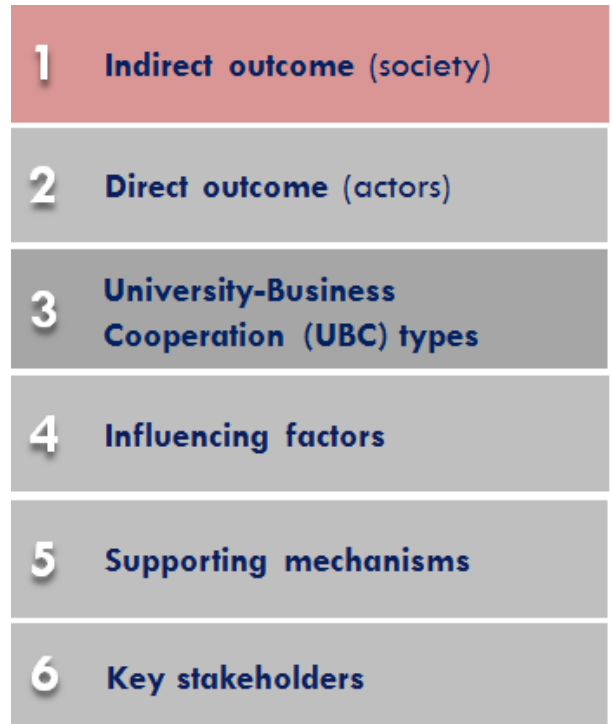 1 Indirect outcome (society)
2 Direct outcome (actors)
3 University-Business
Cooperation (UBC) types
4 Influencing factors
5 Supporting mechanisms
6 Key stakeholders